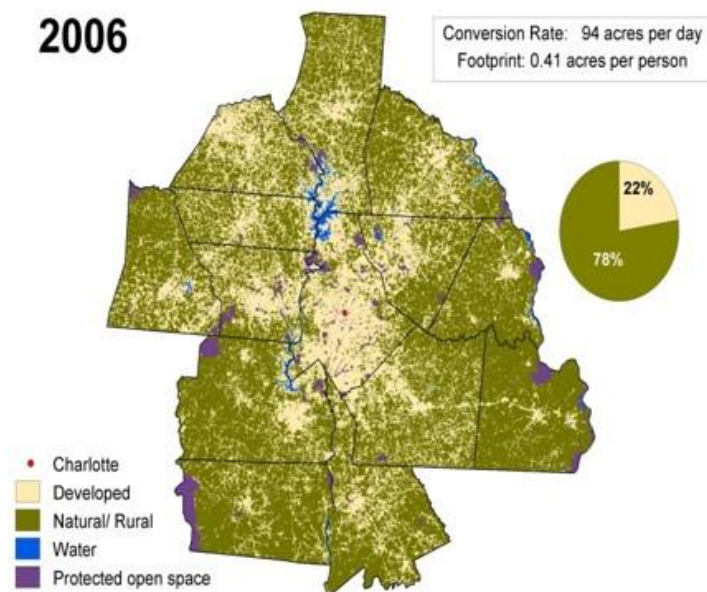 2006
Conversion Rate: 94 acres per day
Footprint: 0.41 acres per person
22%
78%
Charlotte
Developed
Natural/ Rural
Water
Protected open space